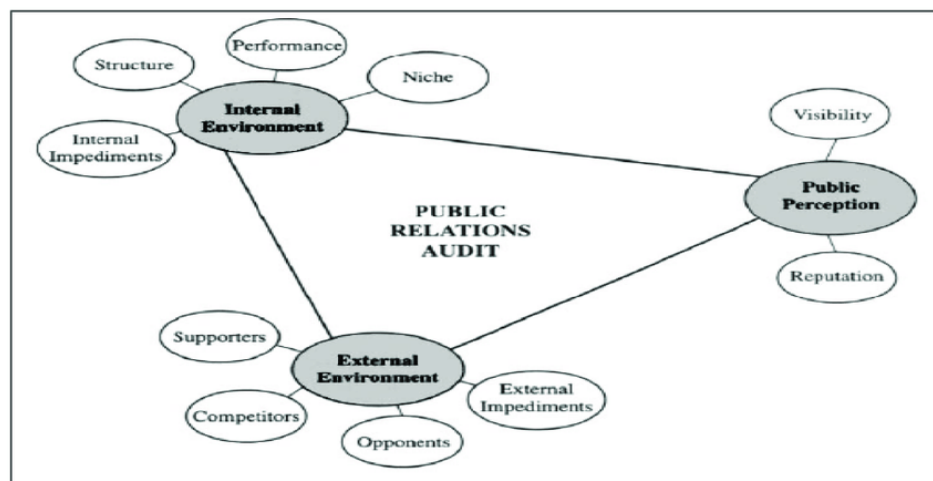 Performance
Structure
Niche
Internal
Environment
Internal
Impediments
Visibility
Public
Perception
Reputation
PUBLIC
RELATIONS
AUDIT
Supporters
External
Environment
External
Impediments
Competitors
Opponents